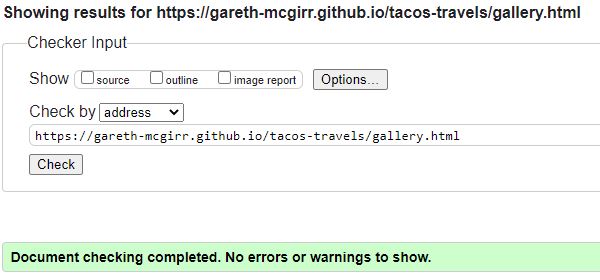 Showing results for https://gareth-mcgirr.github.io/tacos-travels/gallery.html
Checker Input
Show source outline image report Options...
Check by address
https://gareth-mcgirr.github.io/tacos-travels/gallery.html
Check
Document checking completed. No errors or warnings to show.